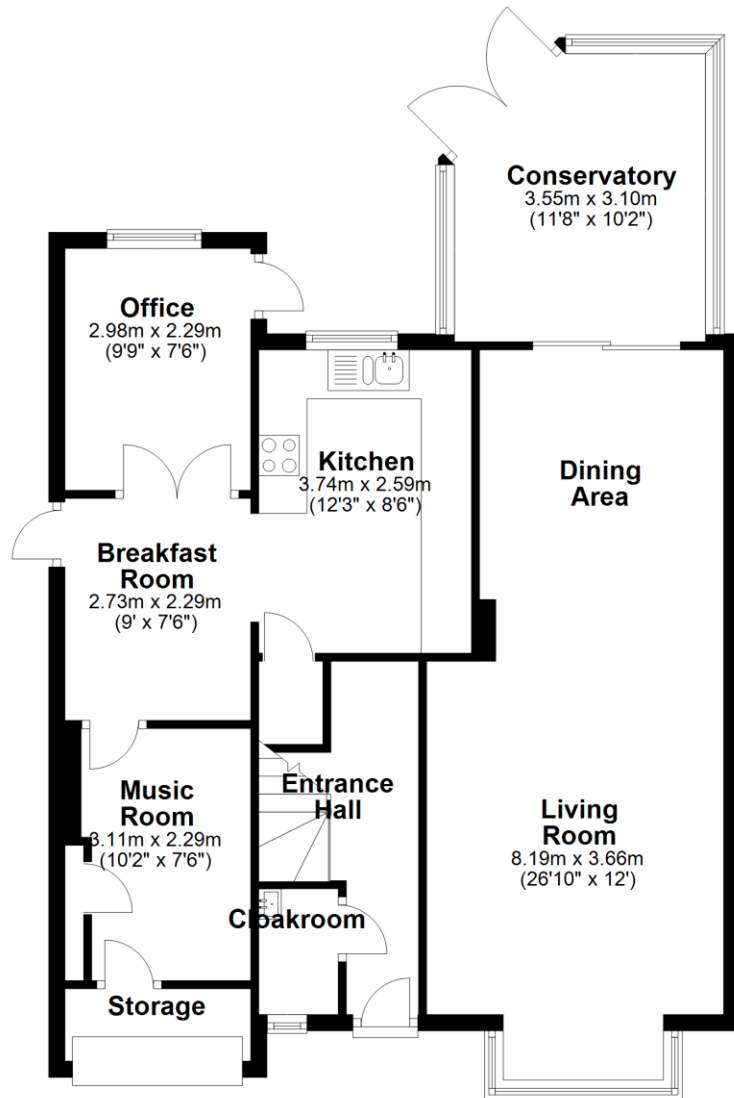 Conservatory
3.55m x 3.10m
(11'8" x 10'2")
Office
2.98m x 2.29m
(9'9" x 7'6")
Kitchen
3.74m x 2.59m
(12'3" x 8'6")
Dining
Area
Breakfast
Room
2.73m x 2.29m
(9' x 7'6")
Music
Room
3.11m x 2.29m
(10'2" x 7'6")
Entrance
Hall
Living
Room
8.19m x 3.66m
(26'10" x 12')
Cloakroom
Storage